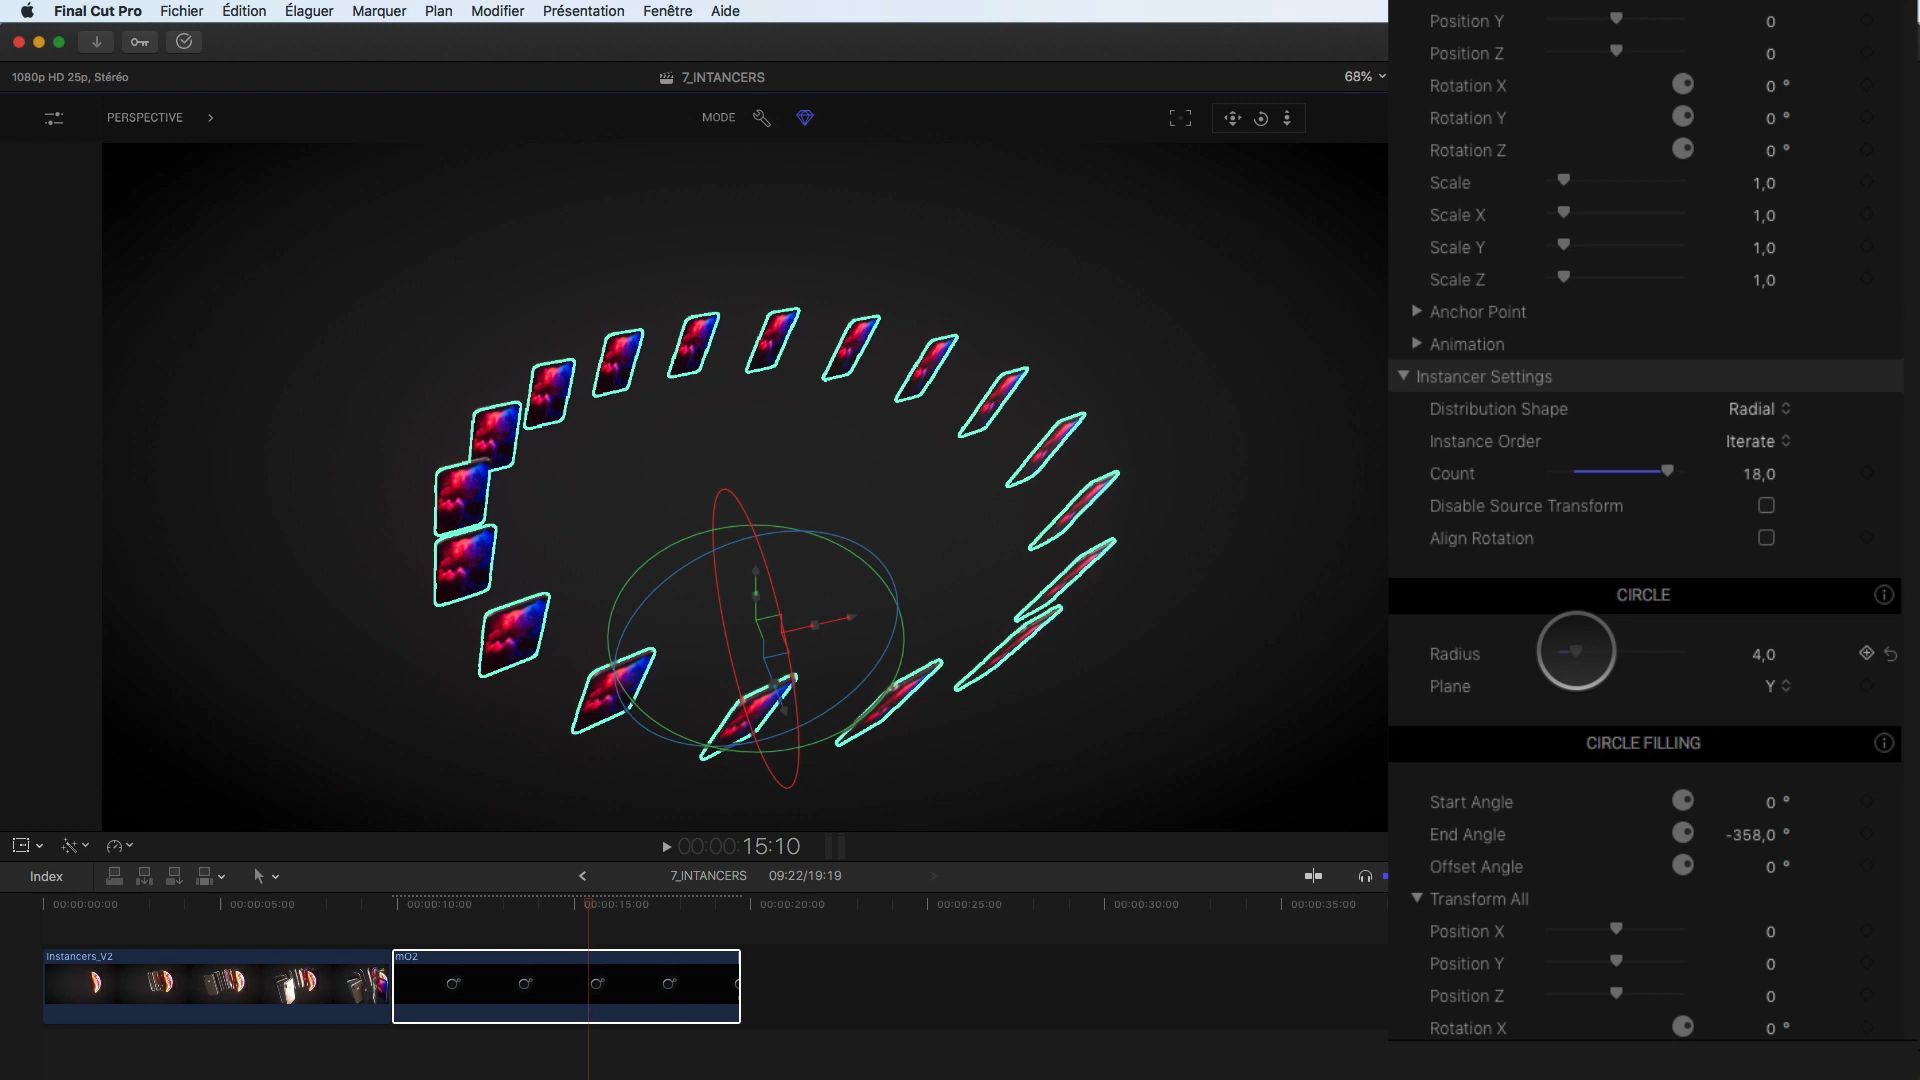 Final Cut Pro Fichier Édition Élaguer Marquer Plan Modifier Présentation Fenêtre Aide
1080p HD 25p, Stéréo
7_INTANCERS
68%
PERSPECTIVE
MODE
Position Y 0
Position Z 0
Rotation X 0 °
Rotation Y 0 °
Rotation Z 0 °
Scale 1,0
Scale X 1,0
Scale Y 1,0
Scale Z 1,0
Anchor Point
Animation
Instancer Settings
Distribution Shape Radial
Instance Order Iterate
Count 18,0
Disable Source Transform
Align Rotation
CIRCLE
Radius 4,0
Plane Y
CIRCLE FILLING
Start Angle 0 °
End Angle -358,0 °
Offset Angle 0 °
Transform All
Position X 0
Position Y 0
Position Z 0
Rotation X 0 °
00:00:15:10
Index
7_INTANCERS 09:22/19:19
00:00:00:00 00:00:05:00 00:00:10:00 00:00:15:00 00:00:20:00 00:00:25:00 00:00:30:00 00:00:35:00
Instancers_V2
mO2